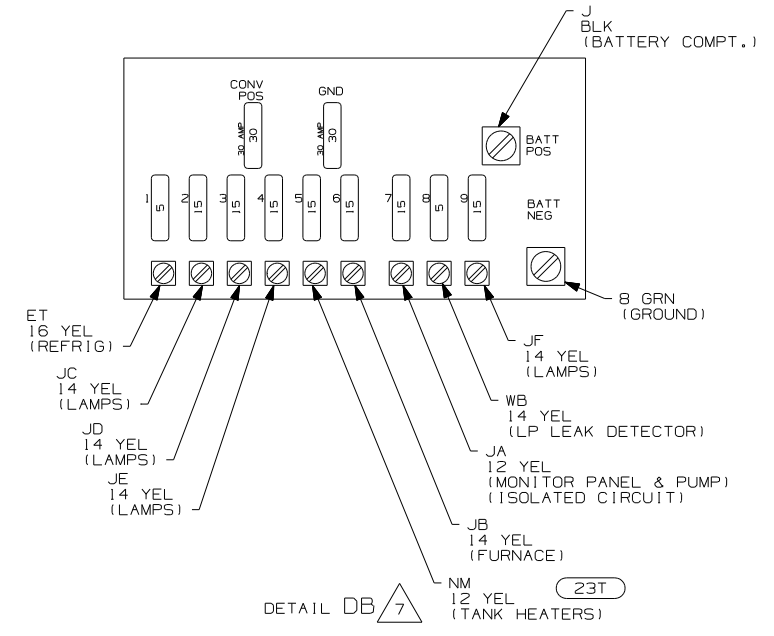 J
BLK
(BATTERY COMPT.)
CONV
POS
GND
30 AMP
30
30 AMP
30
BATT
POS
1
5
2
15
3
15
4
15
5
15
6
15
7
15
8
5
9
15
BATT
NEG
8 GRN
(GROUND)
ET
16 YEL
(REFRIG)
JC
14 YEL
(LAMPS)
JD
14 YEL
(LAMPS)
JE
14 YEL
(LAMPS)
JF
14 YEL
(LAMPS)
WB
14 YEL
(LP LEAK DETECTOR)
JA
12 YEL
(MONITOR PANEL & PUMP)
(ISOLATED CIRCUIT)
JB
14 YEL
(FURNACE)
NM
12 YEL
(TANK HEATERS)
23T
DETAIL DB 7